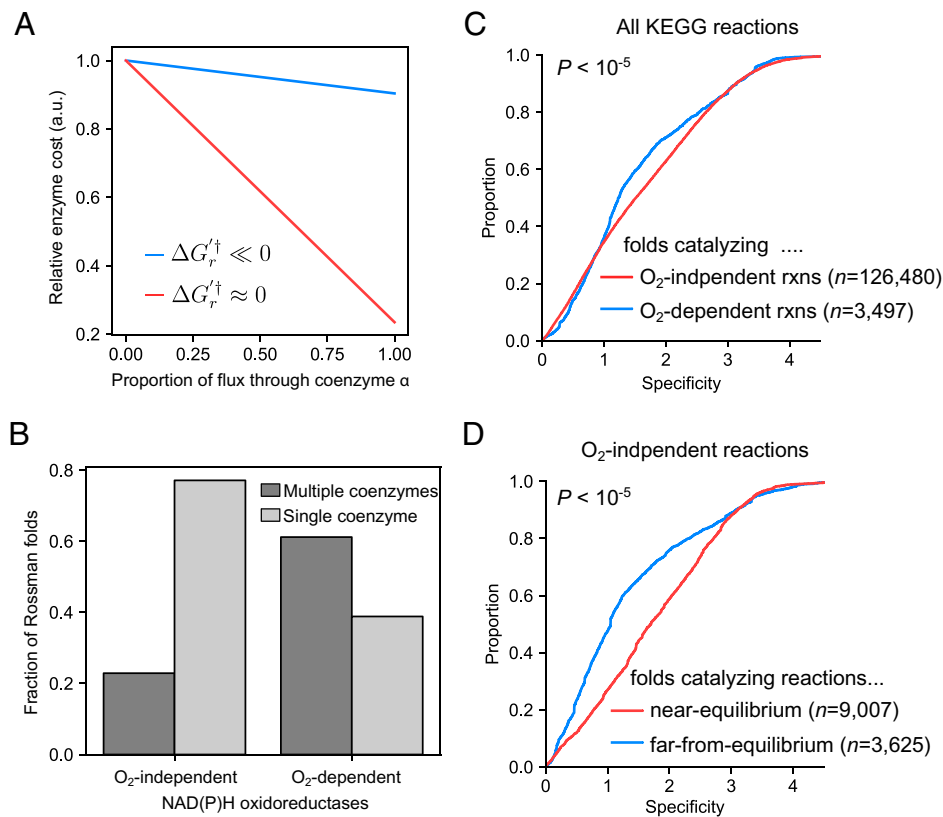 A
Relative enzyme cost (a.u.)
1.0
0.8
0.6
0.4
0.2
ΔG′†r ≪ 0
ΔG′†r ≈ 0
0.00 0.25 0.50 0.75 1.00
Proportion of flux through coenzyme α
B
Fraction of Rossman folds
0.8
0.6
0.4
0.2
0.0
Multiple coenzymes
Single coenzyme
O2-independent O2-dependent
NAD(P)H oxidoreductases
C
All KEGG reactions
P < 10-5
Proportion
1.0
0.8
0.6
0.4
0.2
0.0
folds catalyzing ....
O2-indpendent rxns (n=126,480)
O2-dependent rxns (n=3,497)
0 1 2 3 4
Specificity
D
O2-indpendent reactions
P < 10-5
Proportion
1.0
0.8
0.6
0.4
0.2
0.0
folds catalyzing reactions...
near-equilibrium (n=9,007)
far-from-equilibrium (n=3,625)
0 1 2 3 4
Specificity